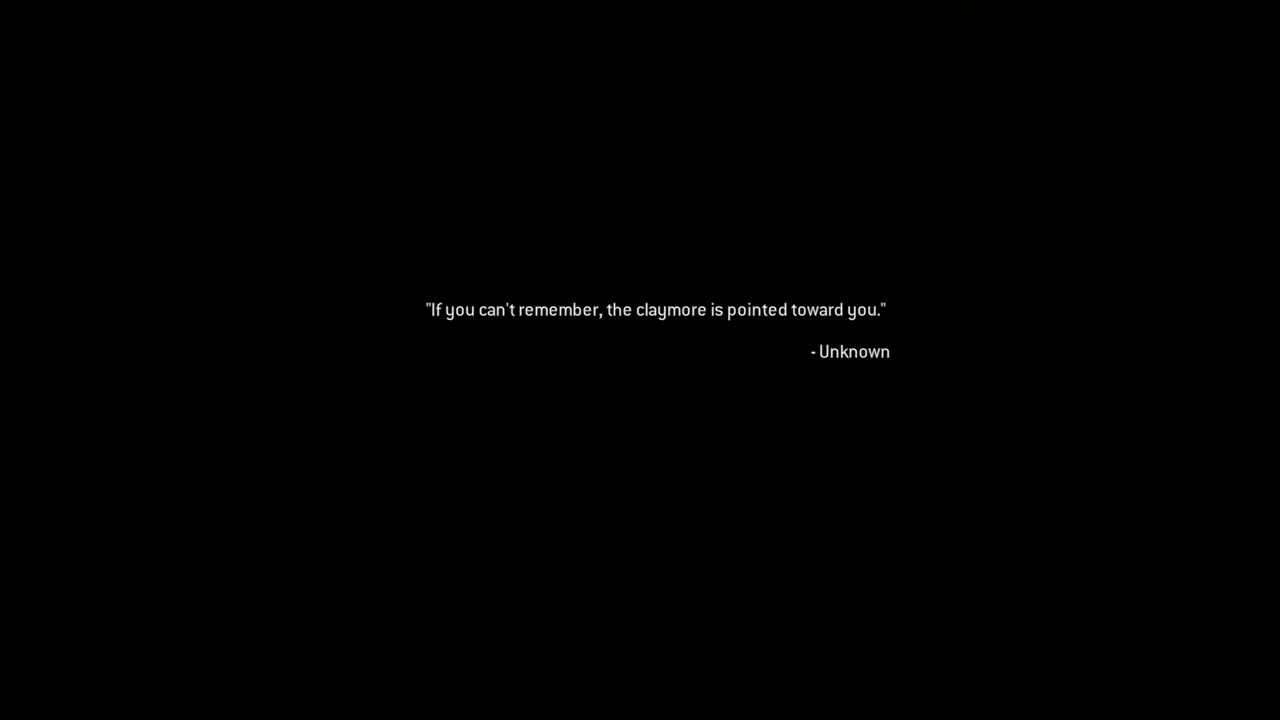 "If you can't remember, the claymore is pointed toward you."
- Unknown